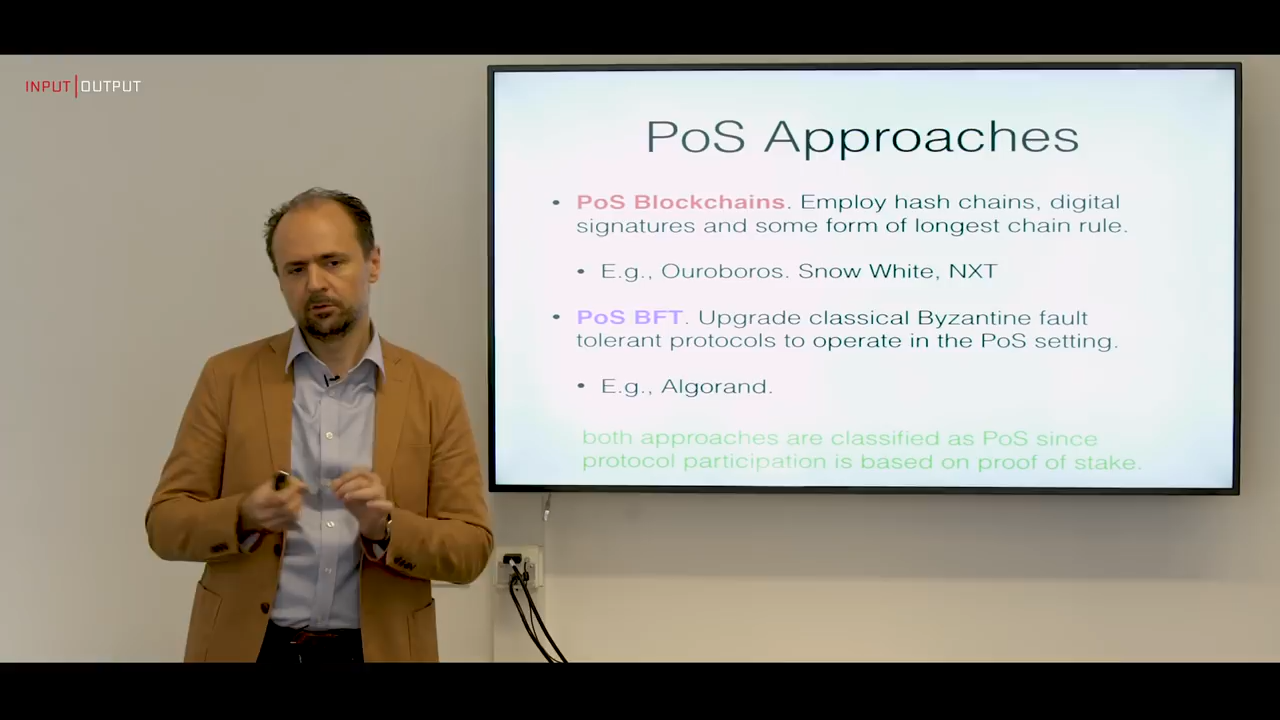 INPUT|OUTPUT
PoS Approaches
• PoS Blockchains. Employ hash chains, digital
signatures and some form of longest chain rule.
• E.g., Ouroboros. Snow White, NXT
• PoS BFT. Upgrade classical Byzantine fault
tolerant protocols to operate in the PoS setting.
• E.g., Algorand.
both approaches are classified as PoS since
protocol participation is based on proof of stake.